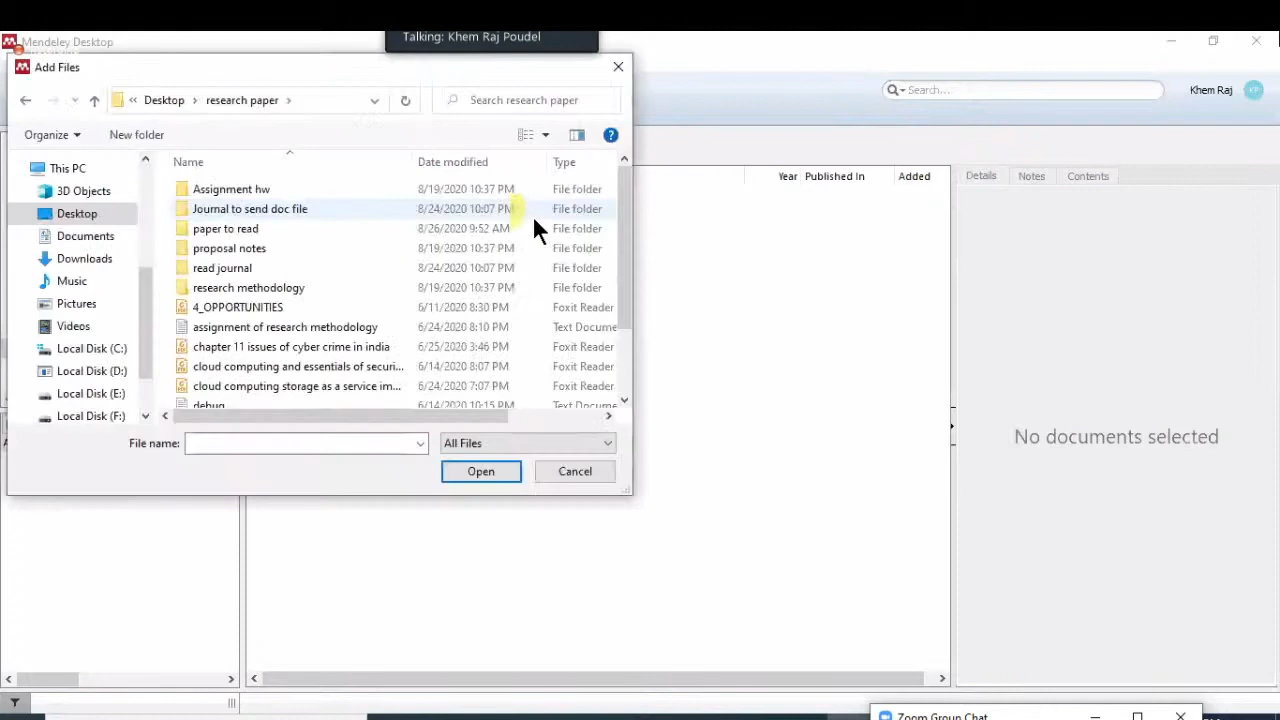 Talking: Khem Raj Poudel
Mendeley Desktop
Add Files
Search...
Khem Raj
« Desktop › research paper ›
Search research paper
Organize
New folder
Name Date modified Type
Year Published In Added
Details Notes Contents
This PC
3D Objects
Desktop
Documents
Downloads
Music
Pictures
Videos
Local Disk (C:)
Local Disk (D:)
Local Disk (E:)
Local Disk (F:)
Assignment hw 8/19/2020 10:37 PM File folder
Journal to send doc file 8/24/2020 10:07 PM File folder
paper to read 8/26/2020 9:52 AM File folder
proposal notes 8/19/2020 10:37 PM File folder
read journal 8/24/2020 10:07 PM File folder
research methodology 8/19/2020 10:37 PM File folder
4_OPPORTUNITIES 6/11/2020 8:30 PM Foxit Reader
assignment of research methodology 6/24/2020 8:10 PM Text Docume
chapter 11 issues of cyber crime in india 6/25/2020 3:46 PM Foxit Reader
cloud computing and essentials of securi... 6/14/2020 8:07 PM Foxit Reader
cloud computing storage as a service im... 6/24/2020 7:07 PM Foxit Reader
debug 6/14/2020 10:15 PM Text Docume
File name:
All Files
Open
Cancel
No documents selected
Zoom Group Chat